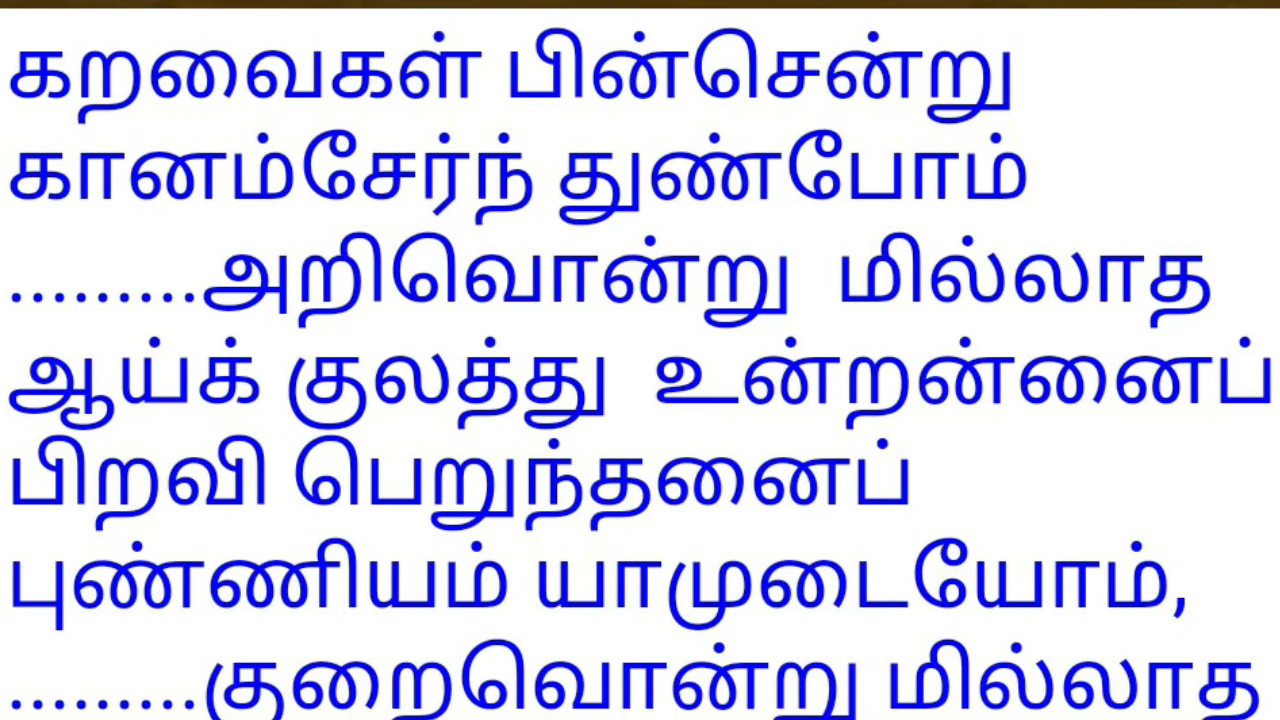 கறவைகள் பின்சென்று
கானம்சேர்ந் துண்போம்
.........அறிவொன்று மில்லாத
ஆய்க் குலத்து உன்றன்னைப்
பிறவி பெறுந்தனைப்
புண்ணியம் யாமுடையோம்,
.........குறைவொன்று மில்லாத